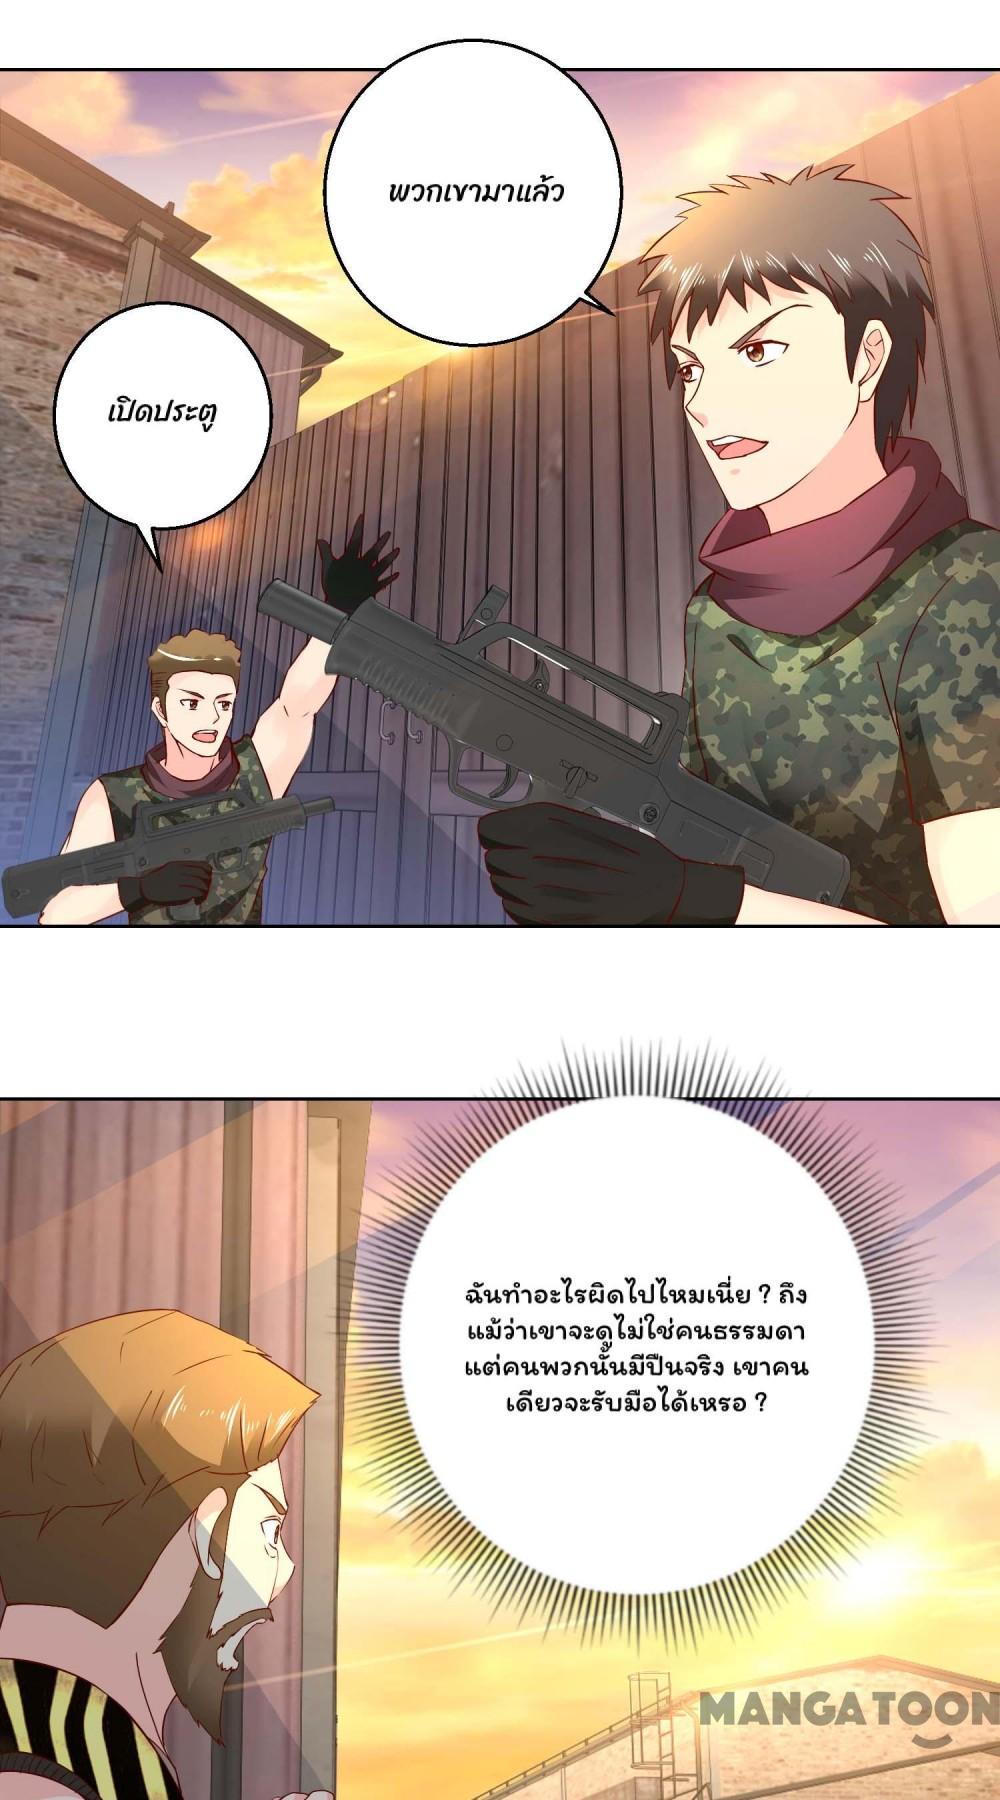 พวกเขามาแล้ว
เปิดประตู
ฉันทำอะไรผิดไปไหมเนี่ย ? ถึง
แม้ว่าเขาจะดูไม่ใช่คนธรรมดา
แต่คนพวกนั้นมีปืนจริง เขาคน
เดียวจะรับมือได้เหรอ ?
MANGATOON